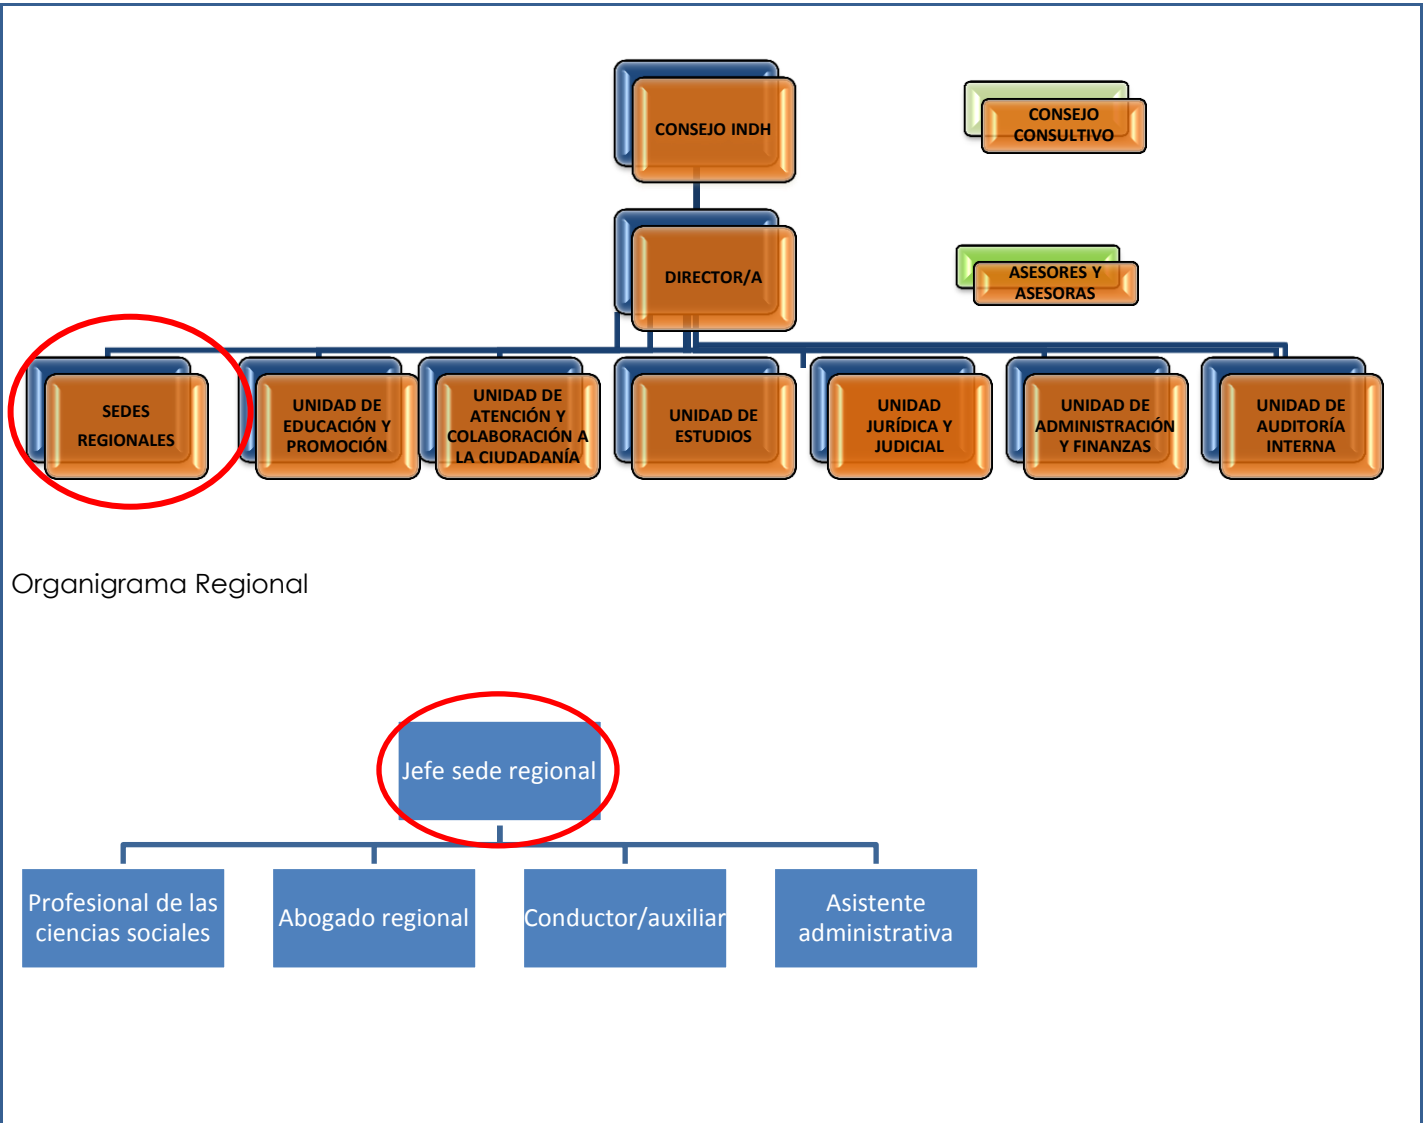 CONSEJO INDH
CONSEJO
CONSULTIVO
DIRECTOR/A
ASESORES Y
ASESORAS
SEDES
REGIONALES
UNIDAD DE
EDUCACIÓN Y
PROMOCIÓN
UNIDAD DE
ATENCIÓN Y
COLABORACIÓN A
LA CIUDADANÍA
UNIDAD DE
ESTUDIOS
UNIDAD
JURÍDICA Y
JUDICIAL
UNIDAD DE
ADMINISTRACIÓN
Y FINANZAS
UNIDAD DE
AUDITORÍA
INTERNA
Organigrama Regional
Jefe sede regional
Profesional de las
ciencias sociales
Abogado regional
Conductor/auxiliar
Asistente
administrativa